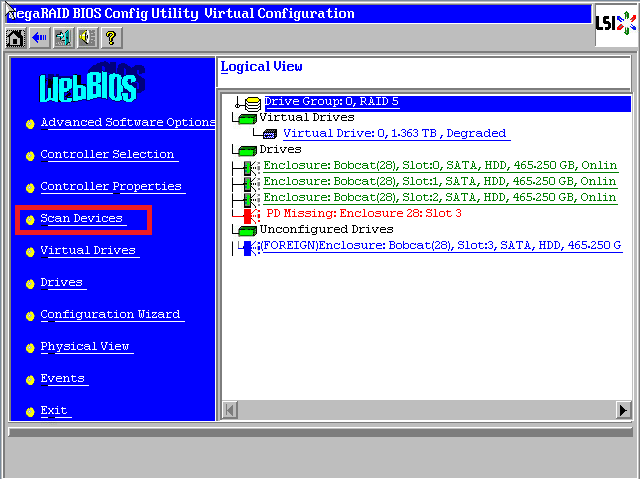 MegaRAID BIOS Config Utility Virtual Configuration
LSI
WebBIOS
Advanced Software Options
Controller Selection
Controller Properties
Scan Devices
Virtual Drives
Drives
Configuration Wizard
Physical View
Events
Exit
Logical View
Drive Group: 0, RAID 5
Virtual Drives
Virtual Drive: 0, 1.363 TB , Degraded
Drives
Enclosure: Bobcat(28), Slot:0, SATA, HDD, 465.250 GB, Onlin
Enclosure: Bobcat(28), Slot:1, SATA, HDD, 465.250 GB, Onlin
Enclosure: Bobcat(28), Slot:2, SATA, HDD, 465.250 GB, Onlin
PD Missing: Enclosure 28: Slot 3
Unconfigured Drives
(FOREIGN)Enclosure: Bobcat(28), Slot:3, SATA, HDD, 465.250 G